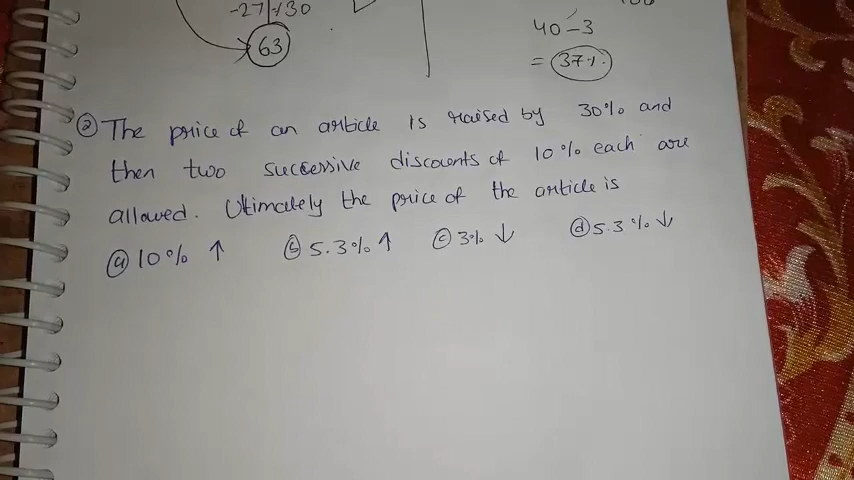 -27+30
63
40-3
= 37%
② The price of an article is raised by 30% and
then two successive discounts of 10% each are
allowed. Utimately the price of the article is
ⓐ 10% ↑ ⓑ 5.3% ↑ ⓒ 3% ↓ ⓓ 5.3% ↓